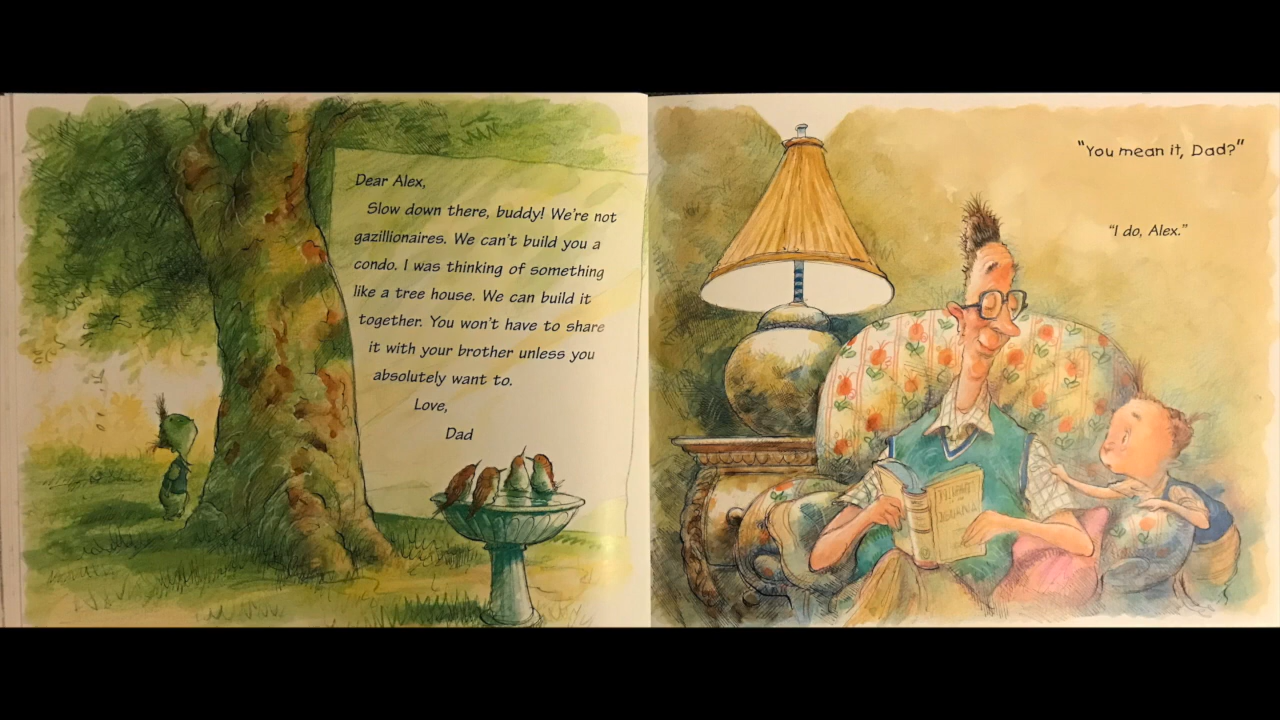 Dear Alex,
Slow down there, buddy! We're not
gazillionaires. We can't build you a
condo. I was thinking of something
like a tree house. We can build it
together. You won't have to share
it with your brother unless you
absolutely want to.
Love,
Dad
"You mean it, Dad?"
"I do, Alex."